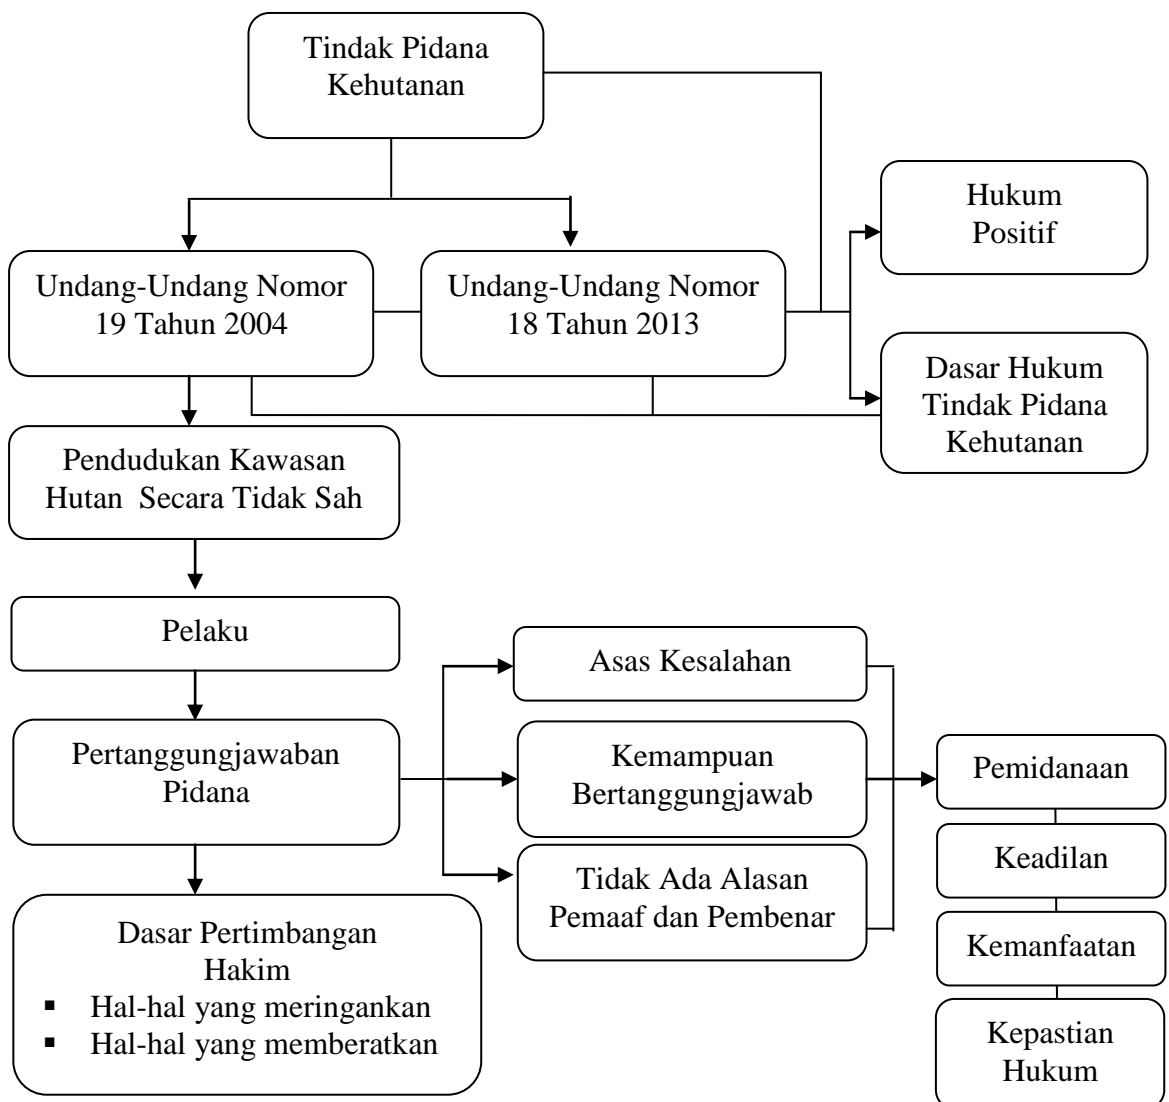 Tindak Pidana
Kehutanan
Hukum
Positif
Undang-Undang Nomor
19 Tahun 2004
Undang-Undang Nomor
18 Tahun 2013
Dasar Hukum
Tindak Pidana
Kehutanan
Pendudukan Kawasan
Hutan Secara Tidak Sah
Pelaku
Asas Kesalahan
Pertanggungjawaban
Pidana
Kemampuan
Bertanggungjawab
Pemidanaan
Tidak Ada Alasan
Pemaaf dan Pembenar
Keadilan
Kemanfaatan
Kepastian
Hukum
Dasar Pertimbangan
Hakim
▪ Hal-hal yang meringankan
▪ Hal-hal yang memberatkan